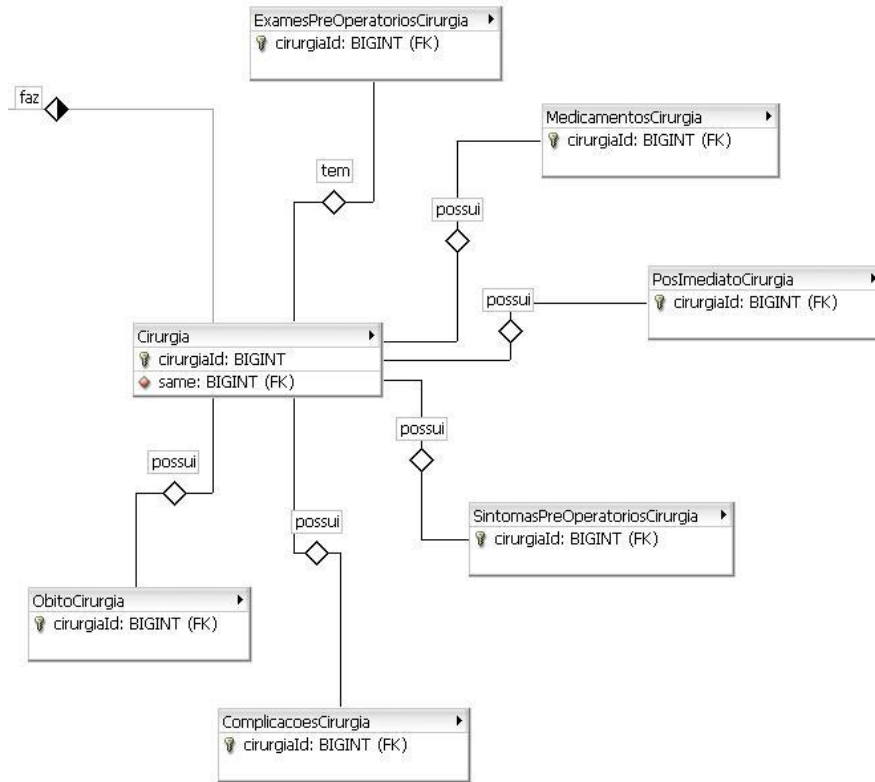 ExamesPreOperatoriosCirurgia
cirurgiaId: BIGINT (FK)
faz
MedicamentosCirurgia
cirurgiaId: BIGINT (FK)
tem
possui
PosImediatoCirurgia
cirurgiaId: BIGINT (FK)
possui
Cirurgia
cirurgiaId: BIGINT
same: BIGINT (FK)
possui
possui
possui
SintomasPreOperatoriosCirurgia
cirurgiaId: BIGINT (FK)
ObitoCirurgia
cirurgiaId: BIGINT (FK)
ComplicacoesCirurgia
cirurgiaId: BIGINT (FK)